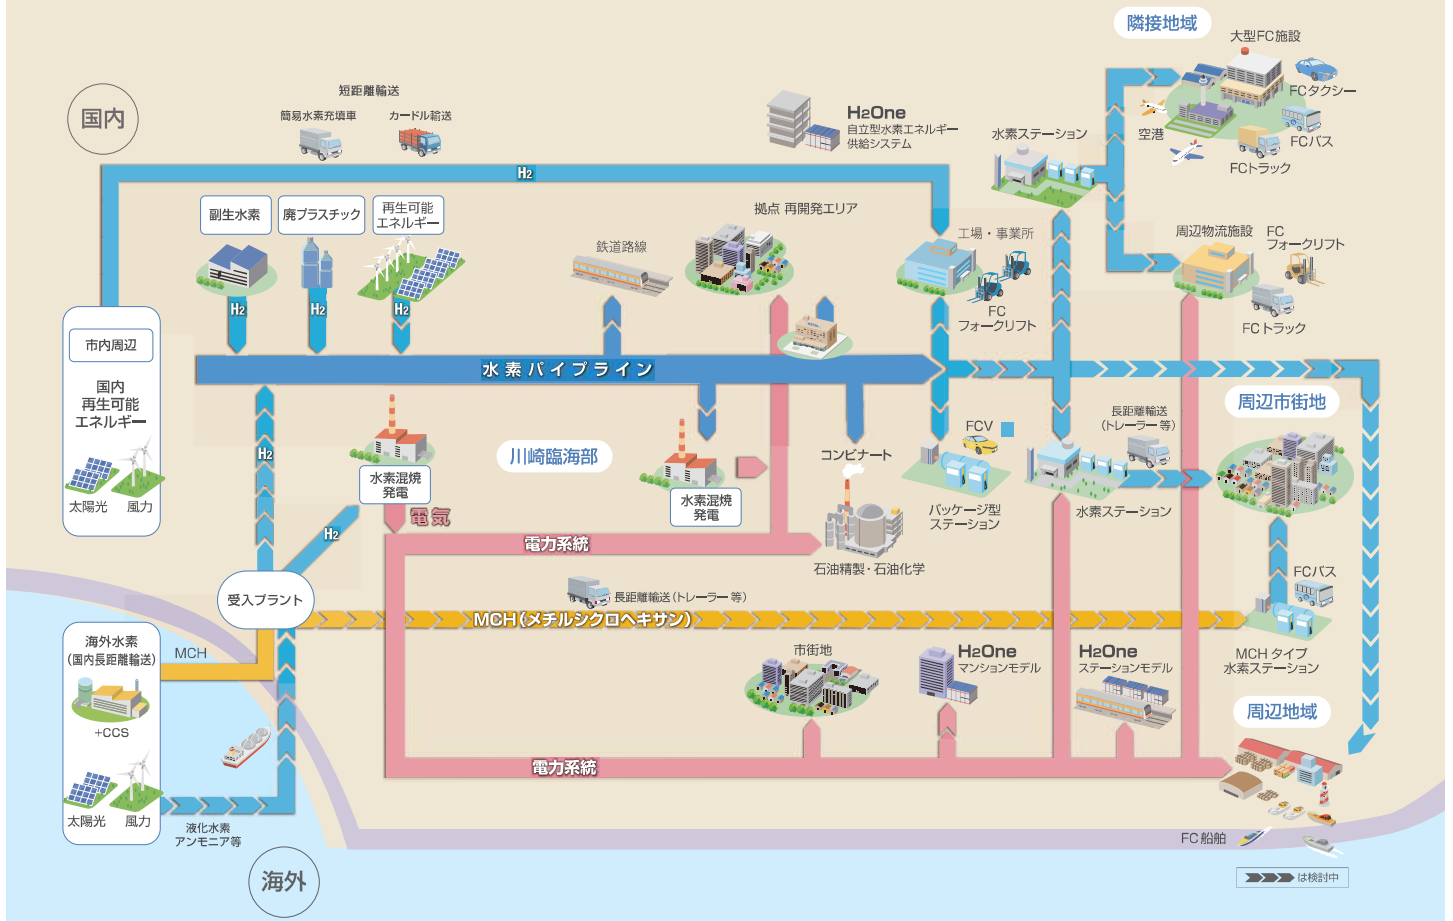 隣接地域
大型FC施設
FCタクシー
空港
FCバス
FCトラック
国内
短距離輸送
簡易水素充填車
カードル輸送
H2One
自立型水素エネルギー
供給システム
水素ステーション
H2
副生水素
廃プラスチック
再生可能
エネルギー
拠点 再開発エリア
鉄道路線
工場・事業所
周辺物流施設
FC
フォークリフト
FC
フォークリフト
FCトラック
H2
H2
H2
市内周辺
国内
再生可能
エネルギー
太陽光
風力
水素パイプライン
周辺市街地
川崎臨海部
水素混焼
発電
水素混焼
発電
コンビナート
FCV
長距離輸送
(トレーラー等)
H2
パッケージ型
ステーション
水素ステーション
電気
H2
電力系統
石油精製・石油化学
受入プラント
長距離輸送(トレーラー等)
FCバス
MCH(メチルシクロヘキサン)
海外水素
(国内長距離輸送)
MCH
+CCS
太陽光
風力
市街地
H2One
マンションモデル
H2One
ステーションモデル
MCHタイプ
水素ステーション
周辺地域
電力系統
液化水素
アンモニア等
FC船舶
海外
は検討中